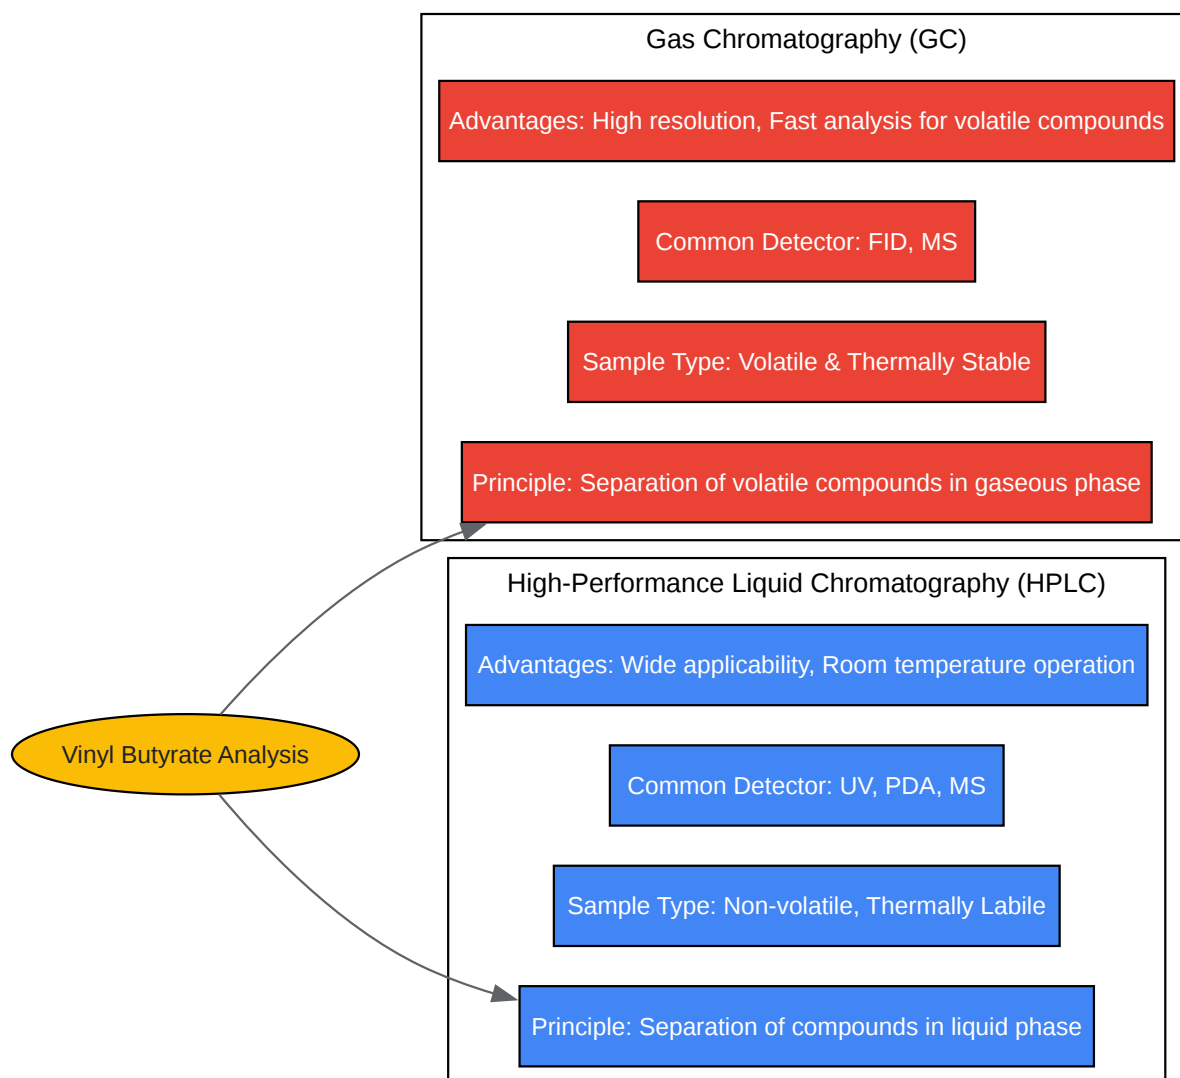 Gas Chromatography (GC)
Advantages: High resolution, Fast analysis for volatile compounds
Common Detector: FID, MS
Sample Type: Volatile & Thermally Stable
Principle: Separation of volatile compounds in gaseous phase
High-Performance Liquid Chromatography (HPLC)
Advantages: Wide applicability, Room temperature operation
Vinyl Butyrate Analysis
Common Detector: UV, PDA, MS
Sample Type: Non-volatile, Thermally Labile
Principle: Separation of compounds in liquid phase